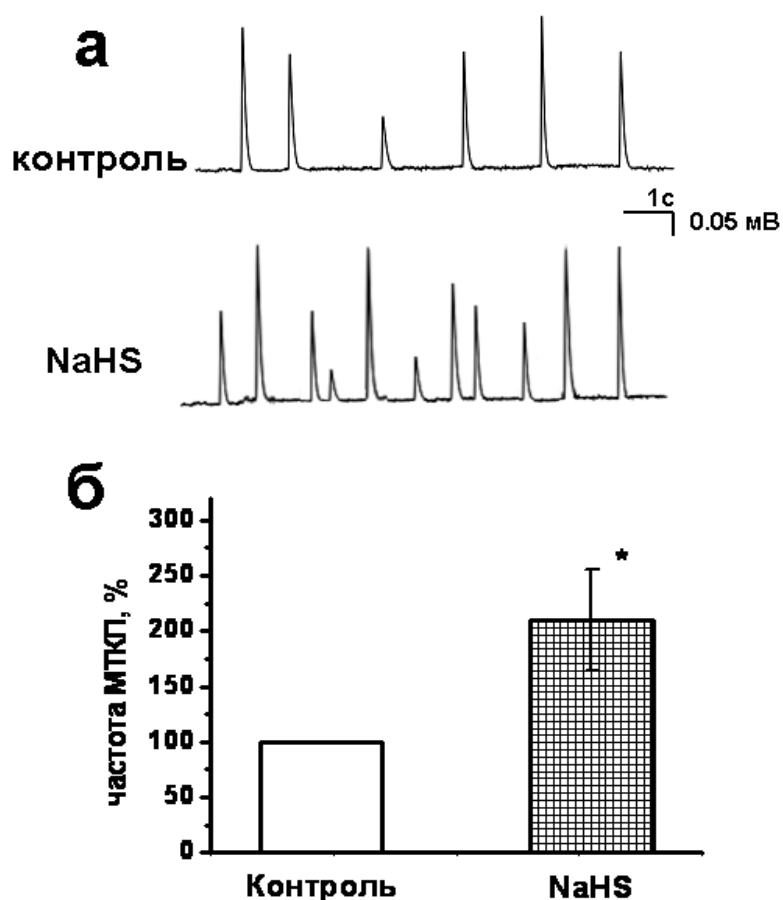 а
контроль
1с
0.05 мВ
NaHS
б
частота МТКП, %
300
250
200
150
100
50
0
*
Контроль
NaHS